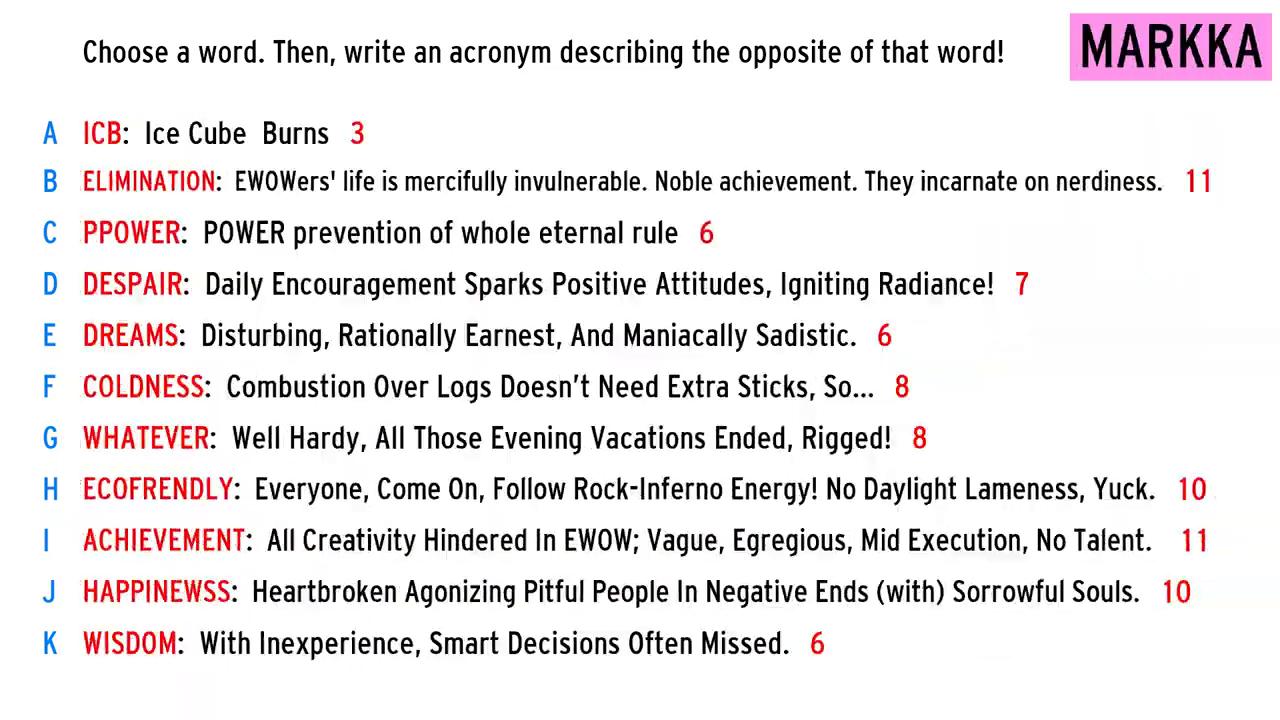 Choose a word. Then, write an acronym describing the opposite of that word!
MARKKA
A ICB: Ice Cube Burns 3
B ELIMINATION: EWOWers' life is mercifully invulnerable. Noble achievement. They incarnate on nerdiness. 11
C PPOWER: POWER prevention of whole eternal rule 6
D DESPAIR: Daily Encouragement Sparks Positive Attitudes, Igniting Radiance! 7
E DREAMS: Disturbing, Rationally Earnest, And Maniacally Sadistic. 6
F COLDNESS: Combustion Over Logs Doesn’t Need Extra Sticks, So... 8
G WHATEVER: Well Hardy, All Those Evening Vacations Ended, Rigged! 8
H ECOFRENDLY: Everyone, Come On, Follow Rock-Inferno Energy! No Daylight Lameness, Yuck. 10
I ACHIEVEMENT: All Creativity Hindered In EWOW; Vague, Egregious, Mid Execution, No Talent. 11
J HAPPINEWSS: Heartbroken Agonizing Pitful People In Negative Ends (with) Sorrowful Souls. 10
K WISDOM: With Inexperience, Smart Decisions Often Missed. 6